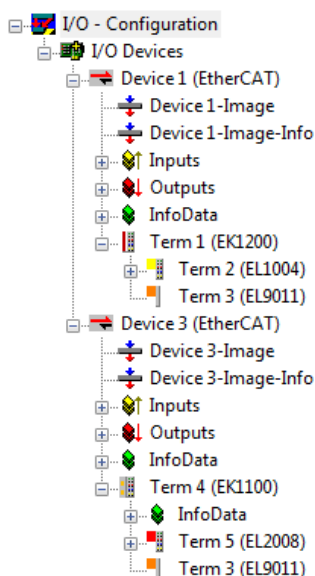 I/O - Configuration
I/O Devices
Device 1 (EtherCAT)
Device 1-Image
Device 1-Image-Info
Inputs
Outputs
InfoData
Term 1 (EK1200)
Term 2 (EL1004)
Term 3 (EL9011)
Device 3 (EtherCAT)
Device 3-Image
Device 3-Image-Info
Inputs
Outputs
InfoData
Term 4 (EK1100)
InfoData
Term 5 (EL2008)
Term 3 (EL9011)